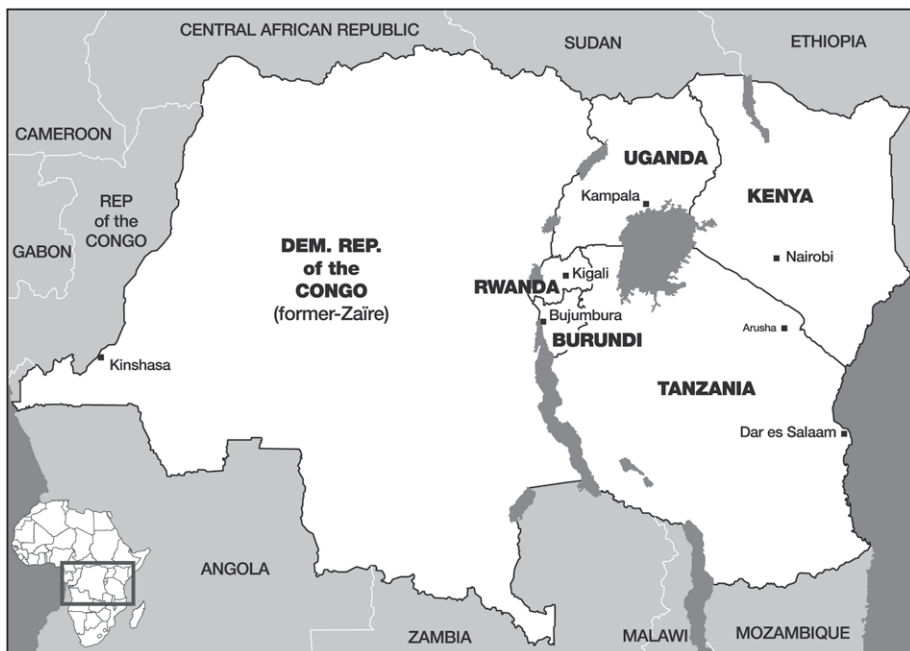 CENTRAL AFRICAN REPUBLIC
SUDAN
ETHIOPIA
CAMEROON
UGANDA
Kampala
KENYA
REP
of the
CONGO
GABON
DEM. REP.
of the
CONGO
(former-Zaïre)
Nairobi
Kigali
RWANDA
Bujumbura
BURUNDI
Arusha
Kinshasa
TANZANIA
Dar es Salaam
ANGOLA
ZAMBIA
MALAWI
MOZAMBIQUE